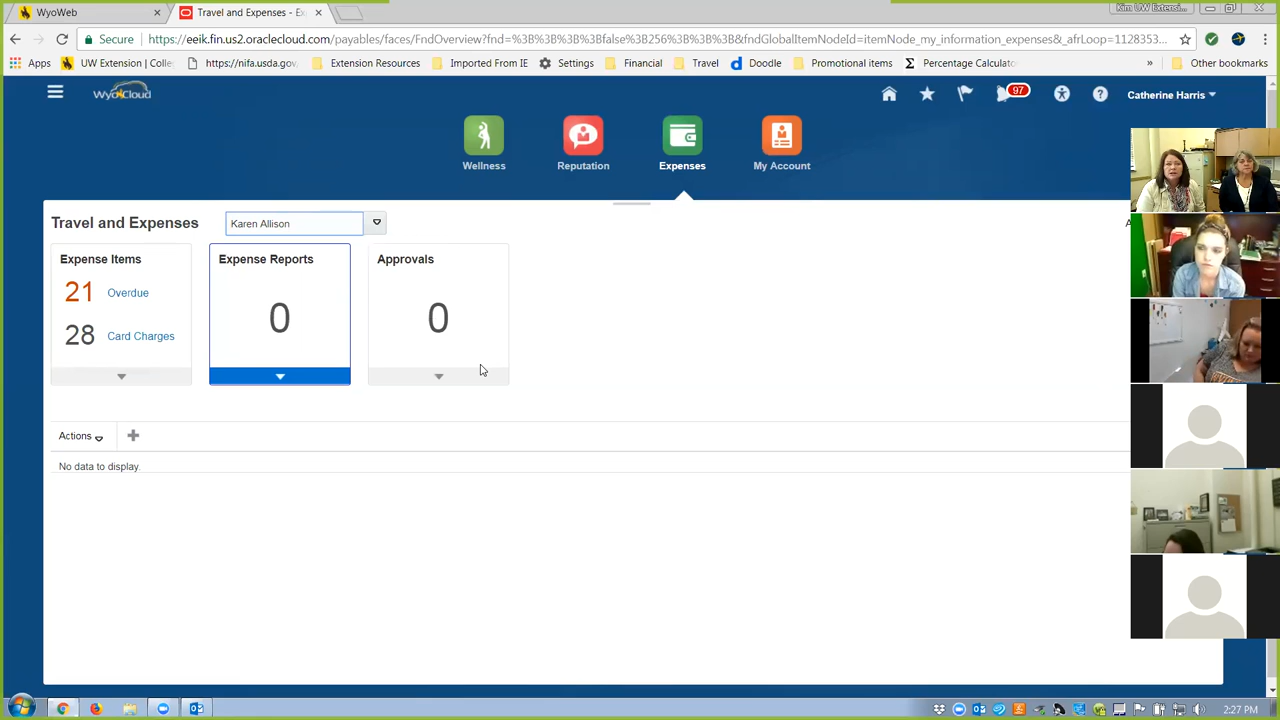 WyoWeb
Travel and Expenses - Ex
Kim UW Extensi...
Secure
https://eeik.fin.us2.oraclecloud.com/payables/faces/FndOverview?fnd=%3B%3B%3B%3Bfalse%3B256%3B%3B%3B&fndGlobalItemNodeId=itemNode_my_information_expenses&_afrLoop=1128353...
Apps
UW Extension | Colle
https://nifa.usda.gov
Extension Resources
Imported From IE
Settings
Financial
Doodle
Promotional items
Percentage Calculato
»
Other bookmarks
WyoCloud
97
Catherine Harris
Wellness
Reputation
Expenses
My Account
Travel and Expenses
Karen Allison
Expense Items
21 Overdue
28 Card Charges
Expense Reports
0
Approvals
0
Actions
No data to display.
2:27 PM